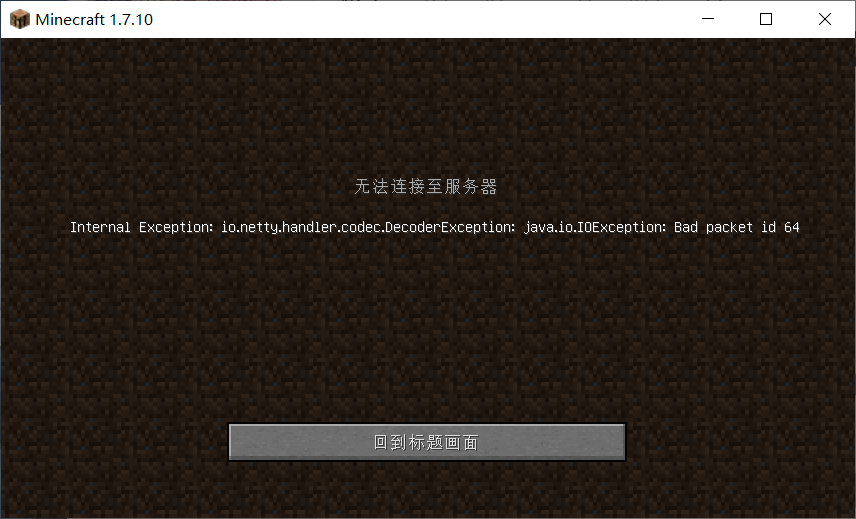 Minecraft 1.7.10
无法连接至服务器
Internal Exception: io.netty.handler.codec.DecoderException: java.io.IOException: Bad packet id 64
回到标题画面